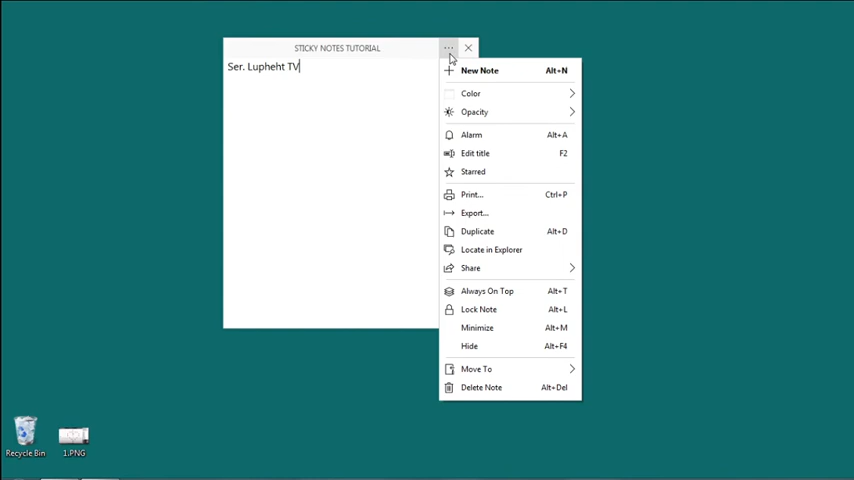 STICKY NOTES TUTORIAL
Ser. Lupheht TV
New Note Alt+N
Color
Opacity
Alarm Alt+A
Edit title F2
Starred
Print... Ctrl+P
Export...
Duplicate Alt+D
Locate in Explorer
Share
Always On Top Alt+T
Lock Note Alt+L
Minimize Alt+M
Hide Alt+F4
Move To
Delete Note Alt+Del
Recycle Bin
1.PNG